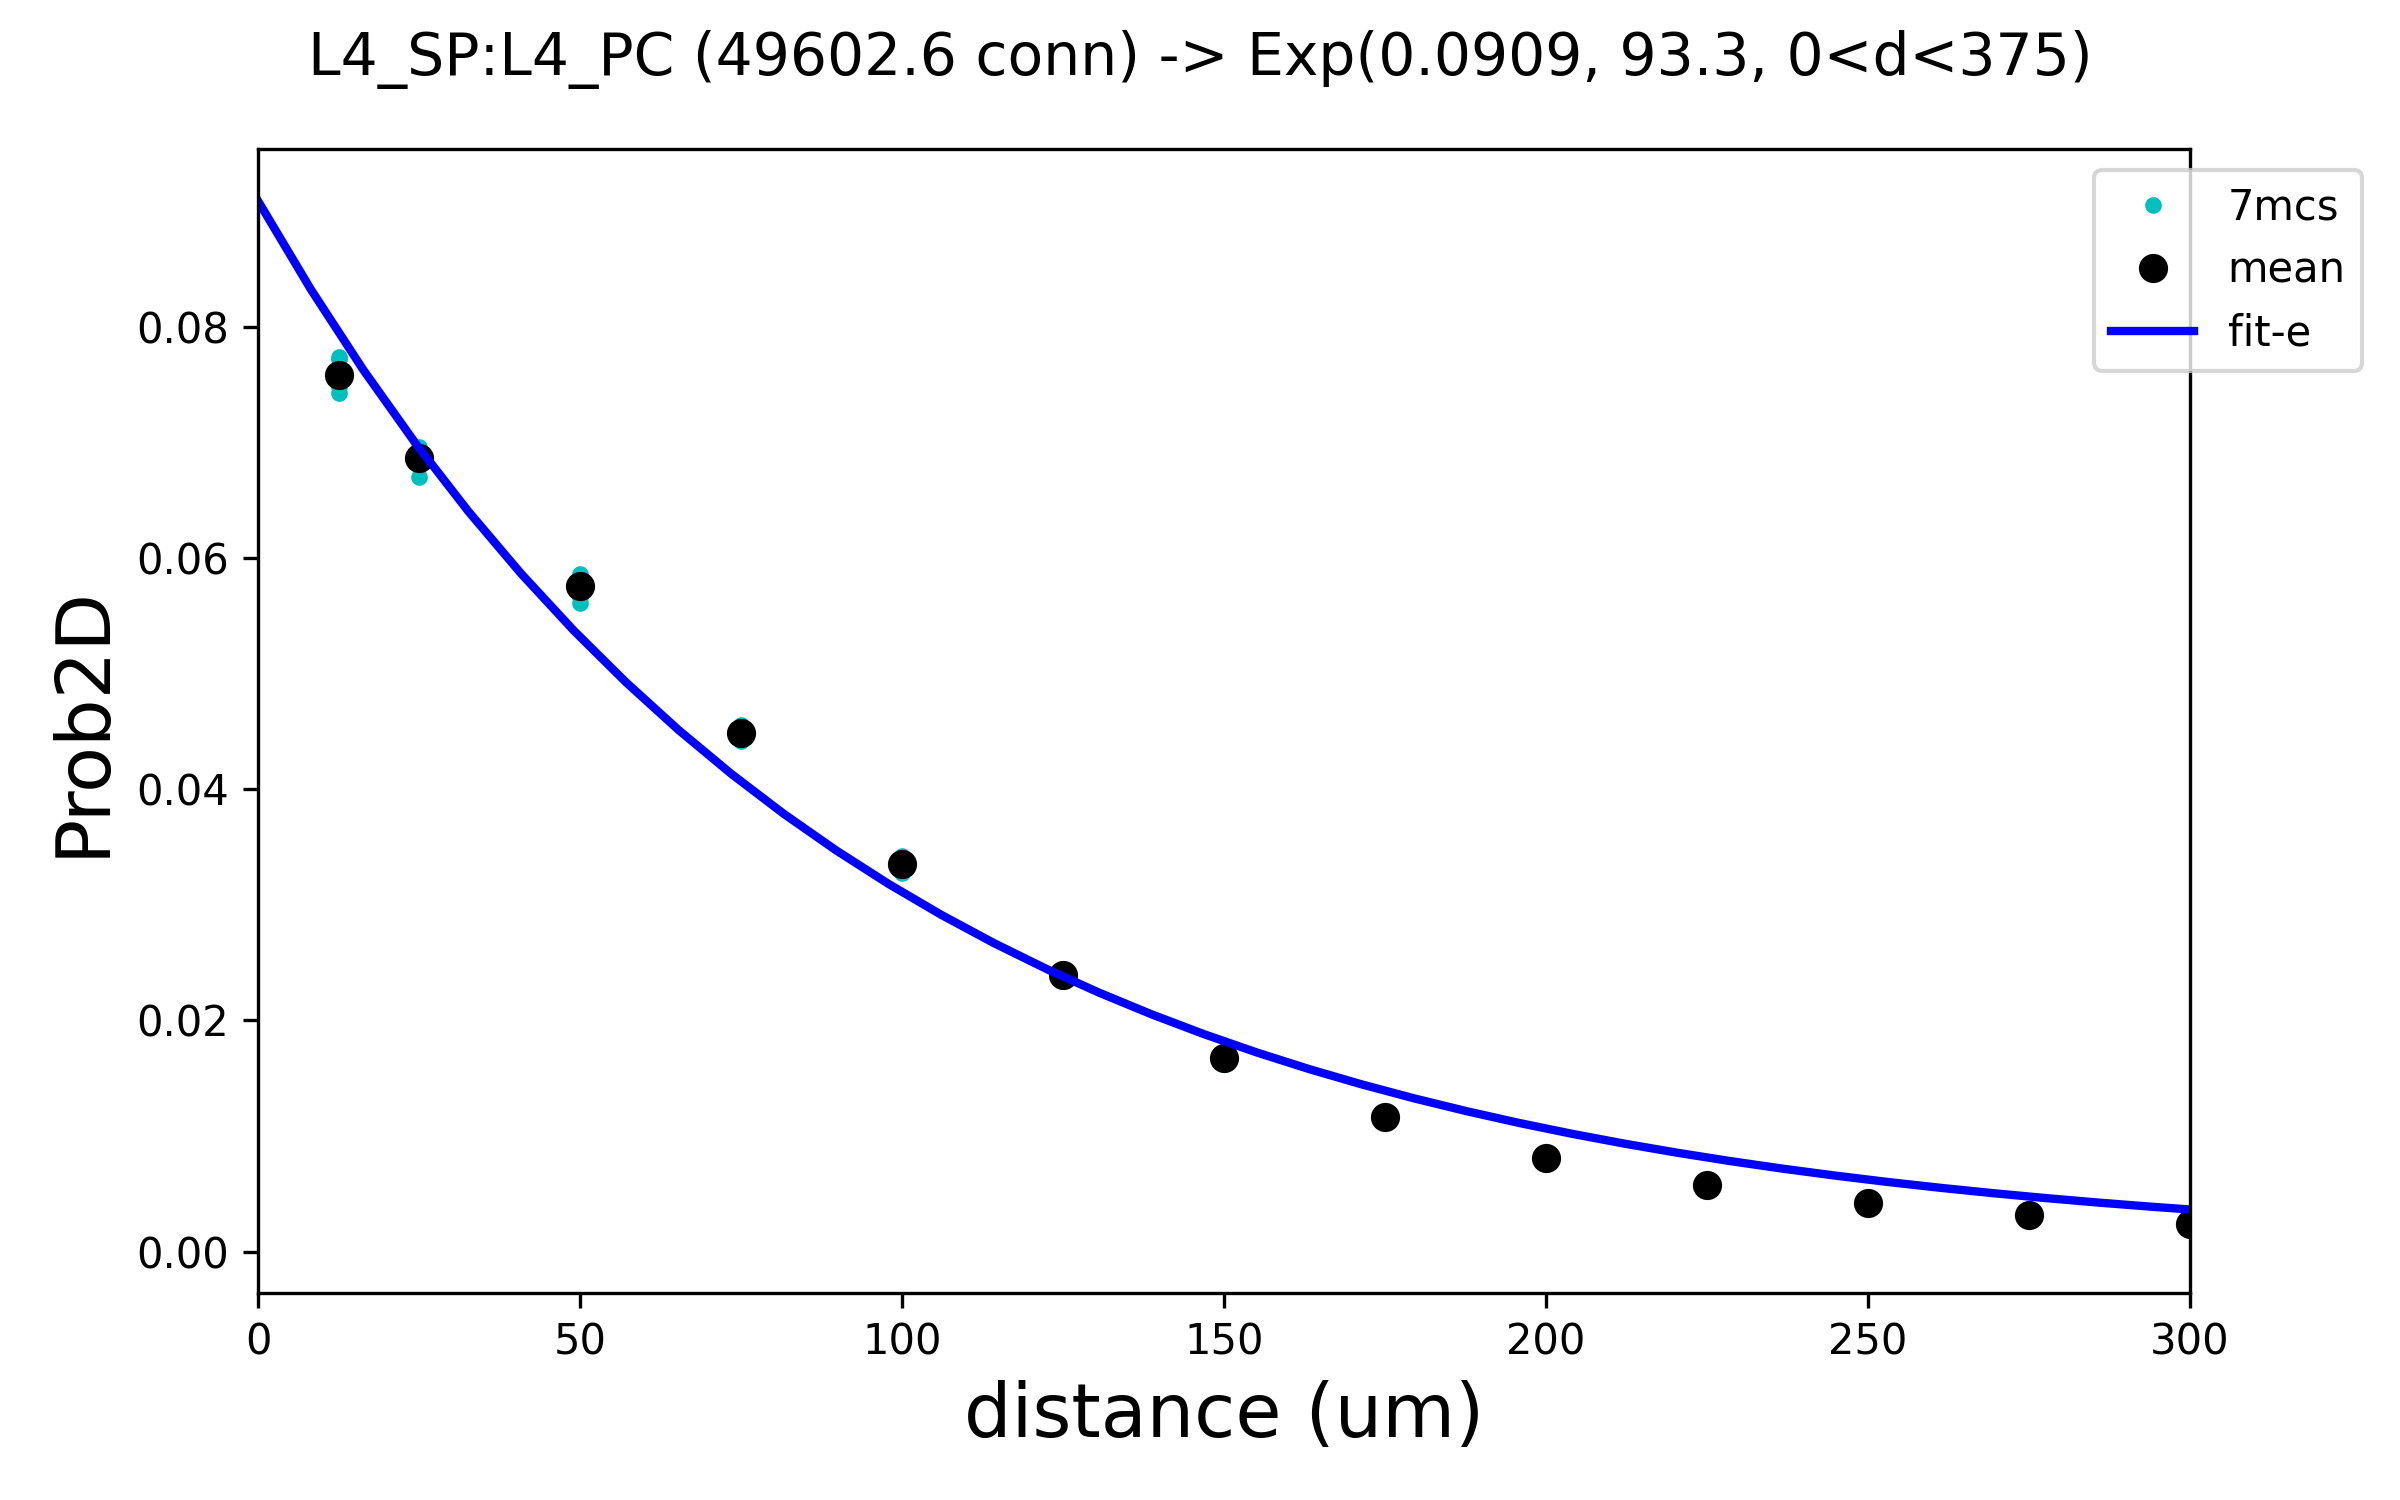 L4_SP:L4_PC (49602.6 conn) -> Exp(0.0909, 93.3, 0<d<375)
7mcs
mean
fit-e
Prob2D
0.08
0.06
0.04
0.02
0.00
0 50 100 150 200 250 300
distance (um)